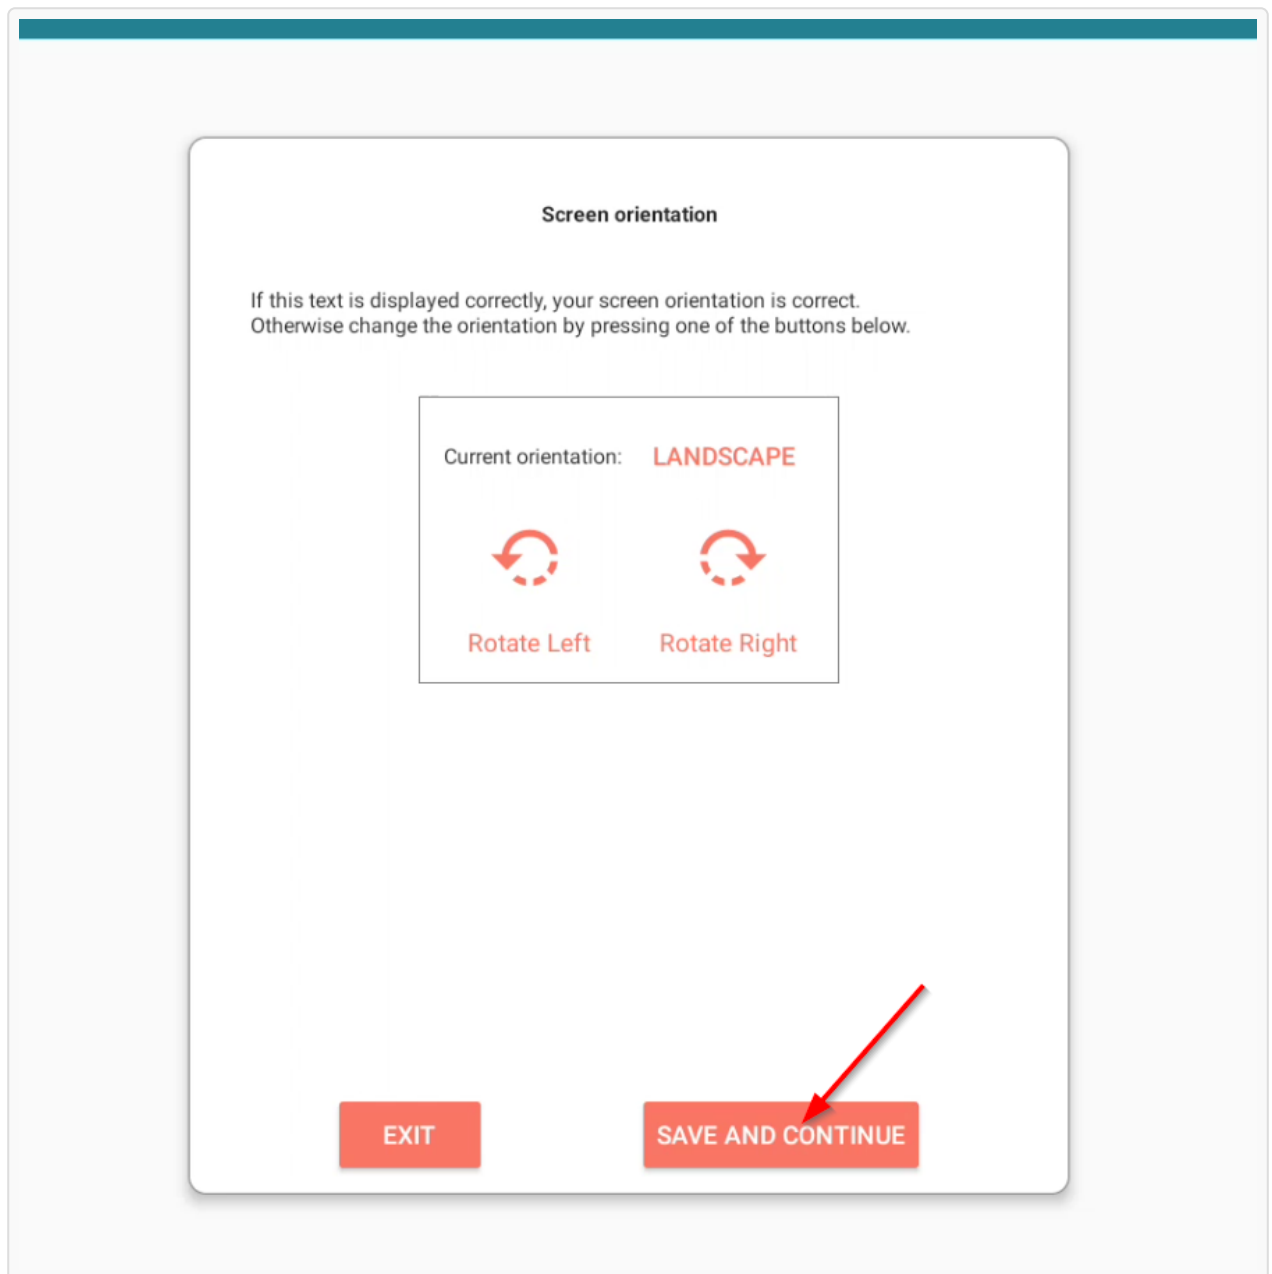 Screen orientation
If this text is displayed correctly, your screen orientation is correct.
Otherwise change the orientation by pressing one of the buttons below.
Current orientation: LANDSCAPE
Rotate Left Rotate Right
EXIT SAVE AND CONTINUE